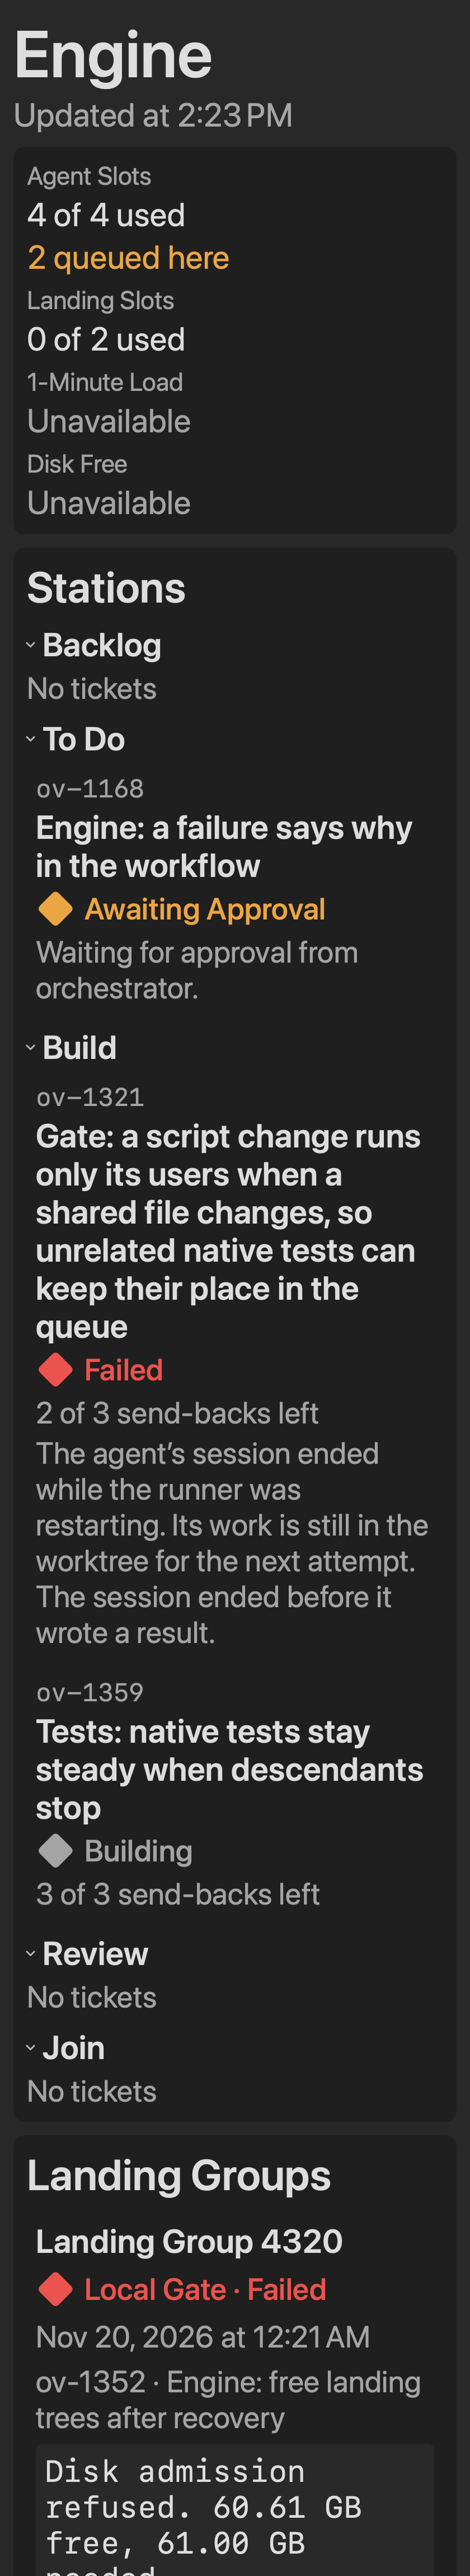 Engine
Updated at 2:23 PM
Agent Slots
4 of 4 used
2 queued here
Landing Slots
0 of 2 used
1-Minute Load
Unavailable
Disk Free
Unavailable
Stations
Backlog
No tickets
To Do
ov-1168
Engine: a failure says why
in the workflow
Awaiting Approval
Waiting for approval from
orchestrator.
Build
ov-1321
Gate: a script change runs
only its users when a
shared file changes, so
unrelated native tests can
keep their place in the
queue
Failed
2 of 3 send-backs left
The agent’s session ended
while the runner was
restarting. Its work is still in the
worktree for the next attempt.
The session ended before it
wrote a result.
ov-1359
Tests: native tests stay
steady when descendants
stop
Building
3 of 3 send-backs left
Review
No tickets
Join
No tickets
Landing Groups
Landing Group 4320
Local Gate · Failed
Nov 20, 2026 at 12:21 AM
ov-1352 · Engine: free landing
trees after recovery
Disk admission
refused. 60.61 GB
free, 61.00 GB